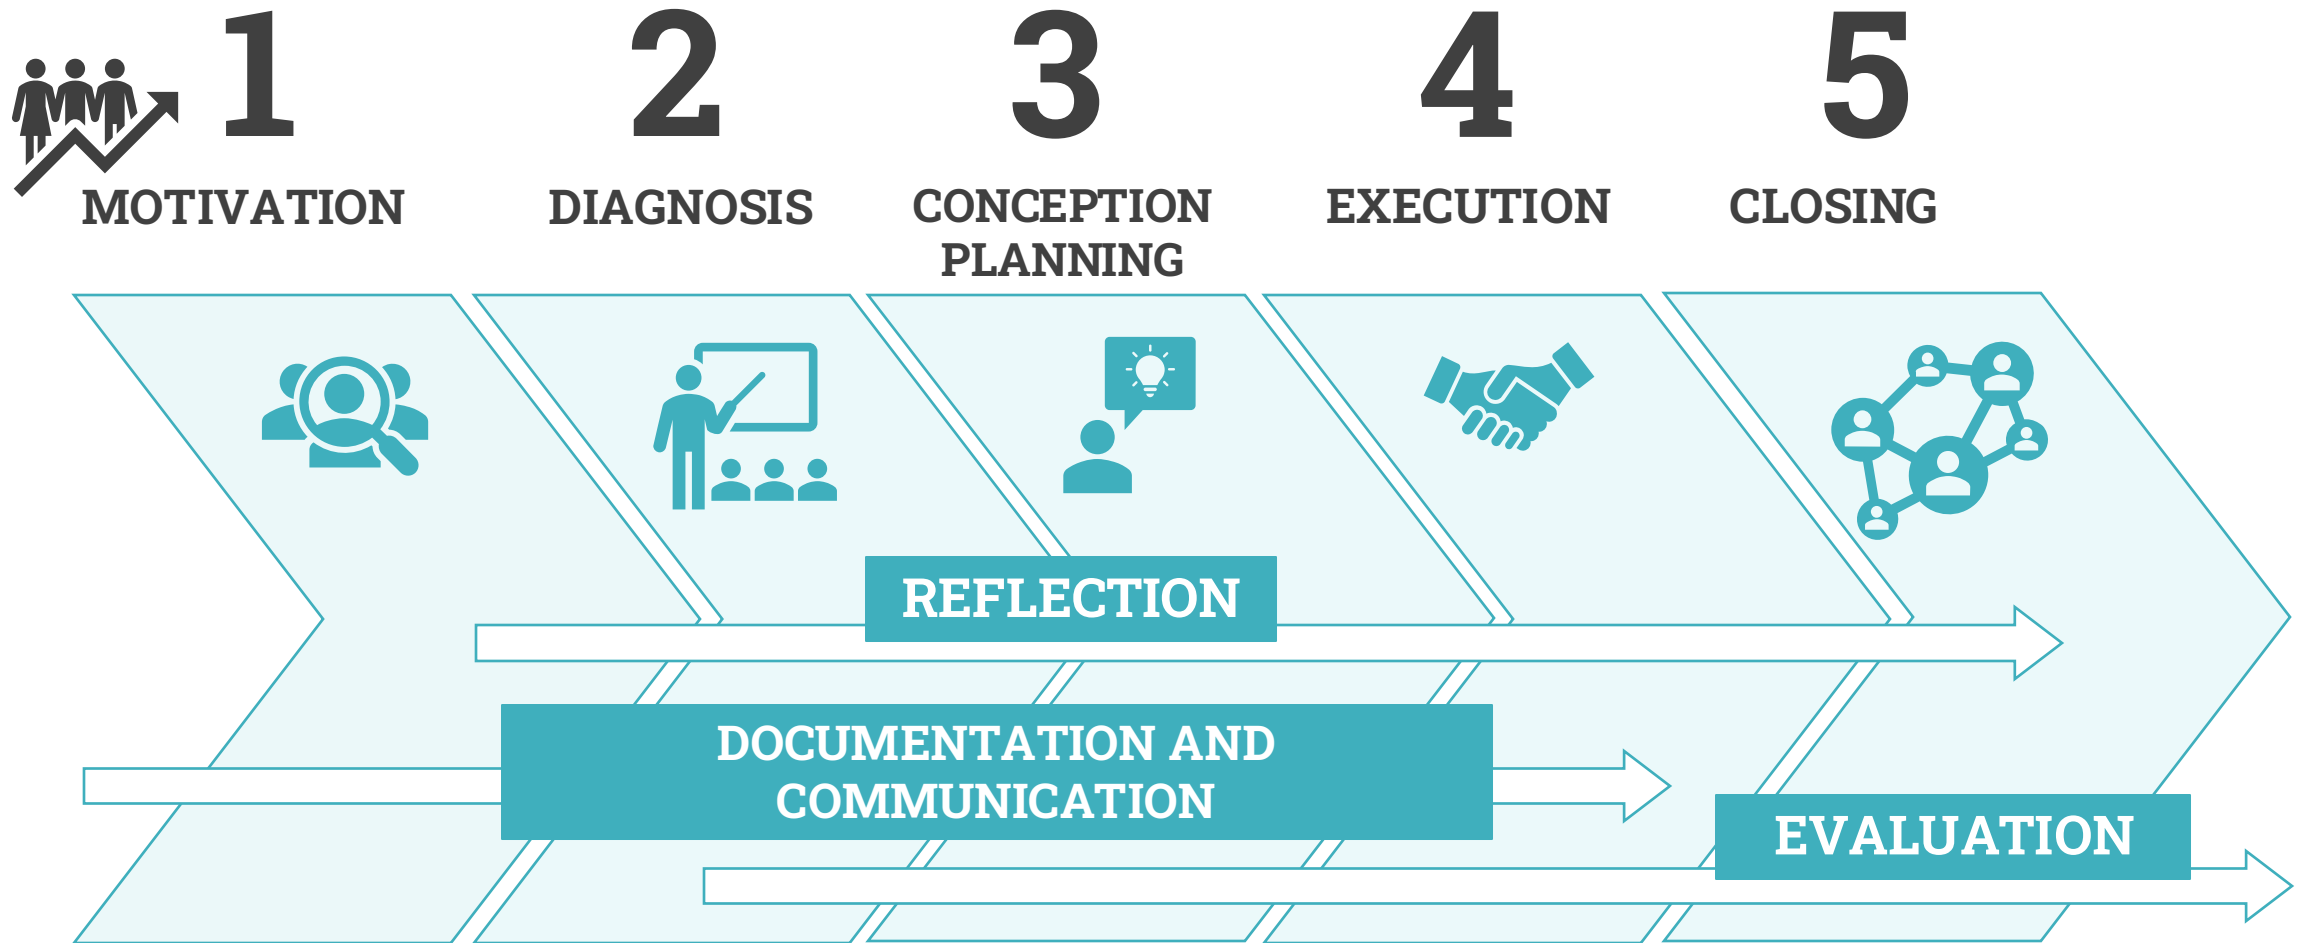 1
2
3
4
5
MOTIVATION
DIAGNOSIS
CONCEPTION
PLANNING
EXECUTION
CLOSING
REFLECTION
DOCUMENTATION AND
COMMUNICATION
EVALUATION